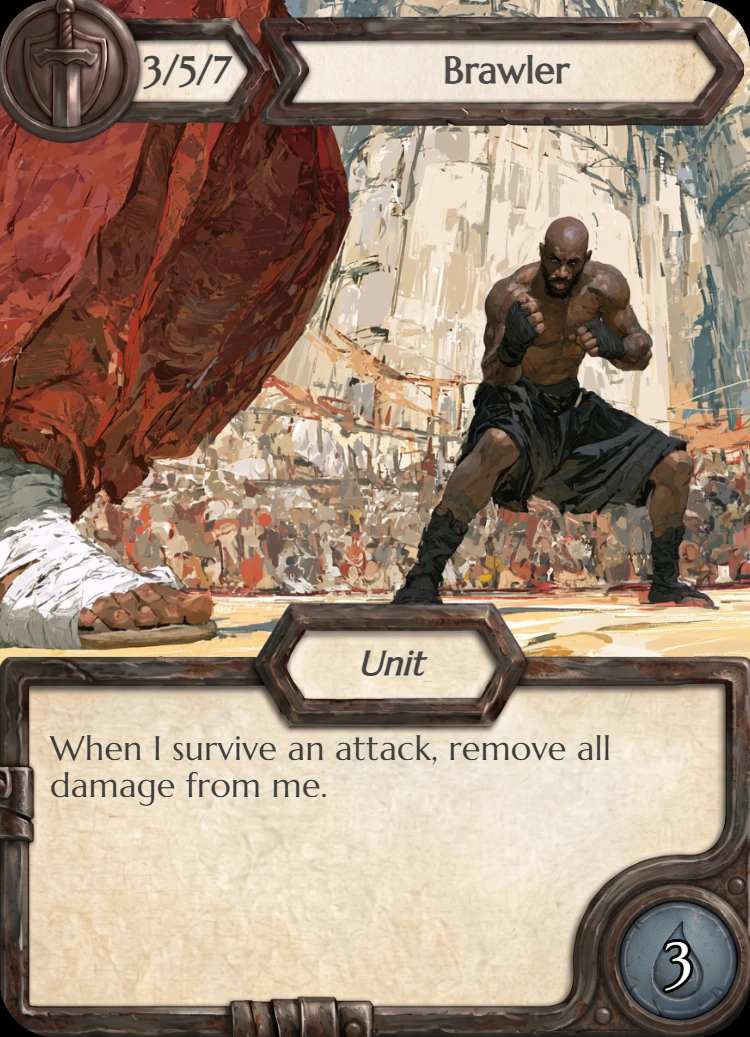 3/5/7
Brawler
Unit
When I survive an attack, remove all
damage from me.
3